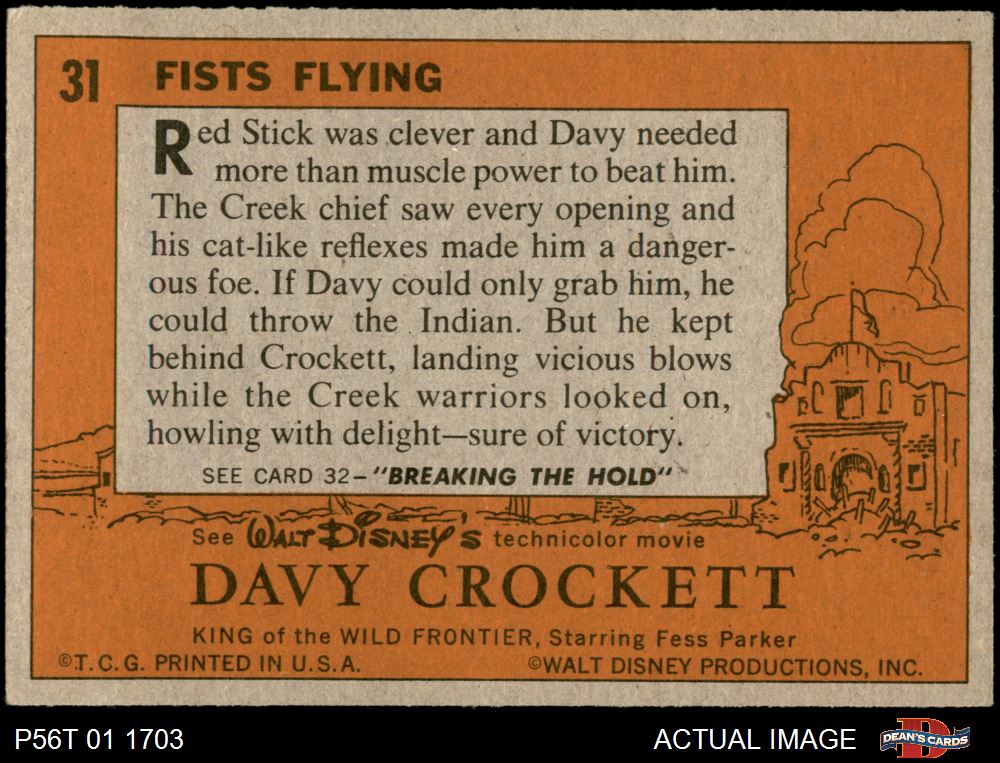 31 FISTS FLYING
Red Stick was clever and Davy needed
more than muscle power to beat him.
The Creek chief saw every opening and
his cat-like reflexes made him a danger-
ous foe. If Davy could only grab him, he
could throw the Indian. But he kept
behind Crockett, landing vicious blows
while the Creek warriors looked on,
howling with delight—sure of victory.
SEE CARD 32–"BREAKING THE HOLD"
See WALT DISNEY'S technicolor movie
DAVY CROCKETT
KING of the WILD FRONTIER, Starring Fess Parker
©T.C.G. PRINTED IN U.S.A. ©WALT DISNEY PRODUCTIONS, INC.
P56T 01 1703 ACTUAL IMAGE DEAN'S CARDS